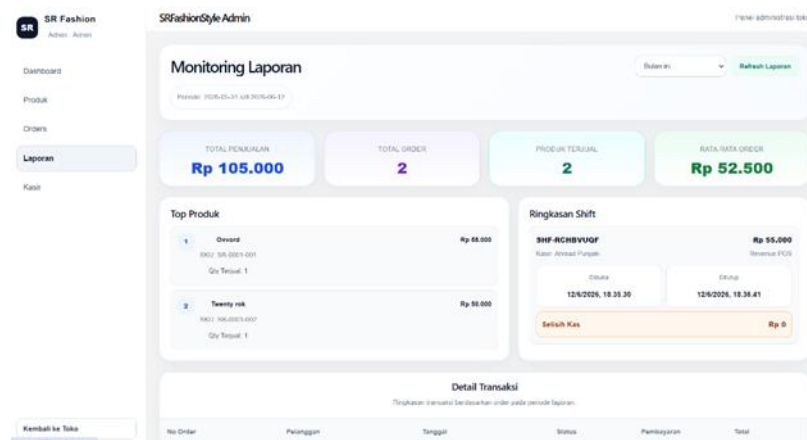 SR
SR Fashion
Admin · Admin
Dashboard
Produk
Orders
Laporan
Kasir
Kembali ke Toko
SRFashionStyle Admin
Panel administrasi toko
Monitoring Laporan
Bulan ini
Refresh Laporan
TOTAL PENJUALAN
Rp 105.000
TOTAL ORDER
2
PRODUK TERJUAL
2
RATA-RATA ORDER
Rp 52.500
Top Produk
1
Qty Terjual: 1
2
Twenty rok
Rp 50.000
Qty Terjual: 1
Ringkasan Shift
SHF-RCHBVUQF
Rp 55.000
Kasir: Ahmad
Revenue POS
Dibuka
12/6/2026, 18.35.30
Ditutup
12/6/2026, 18.36.41
Selisih Kas
Rp 0
Detail Transaksi
Ringkasan transaksi berdasarkan order pada periode laporan.
No Order
Pelanggan
Tanggal
Status
Pembayaran
Total